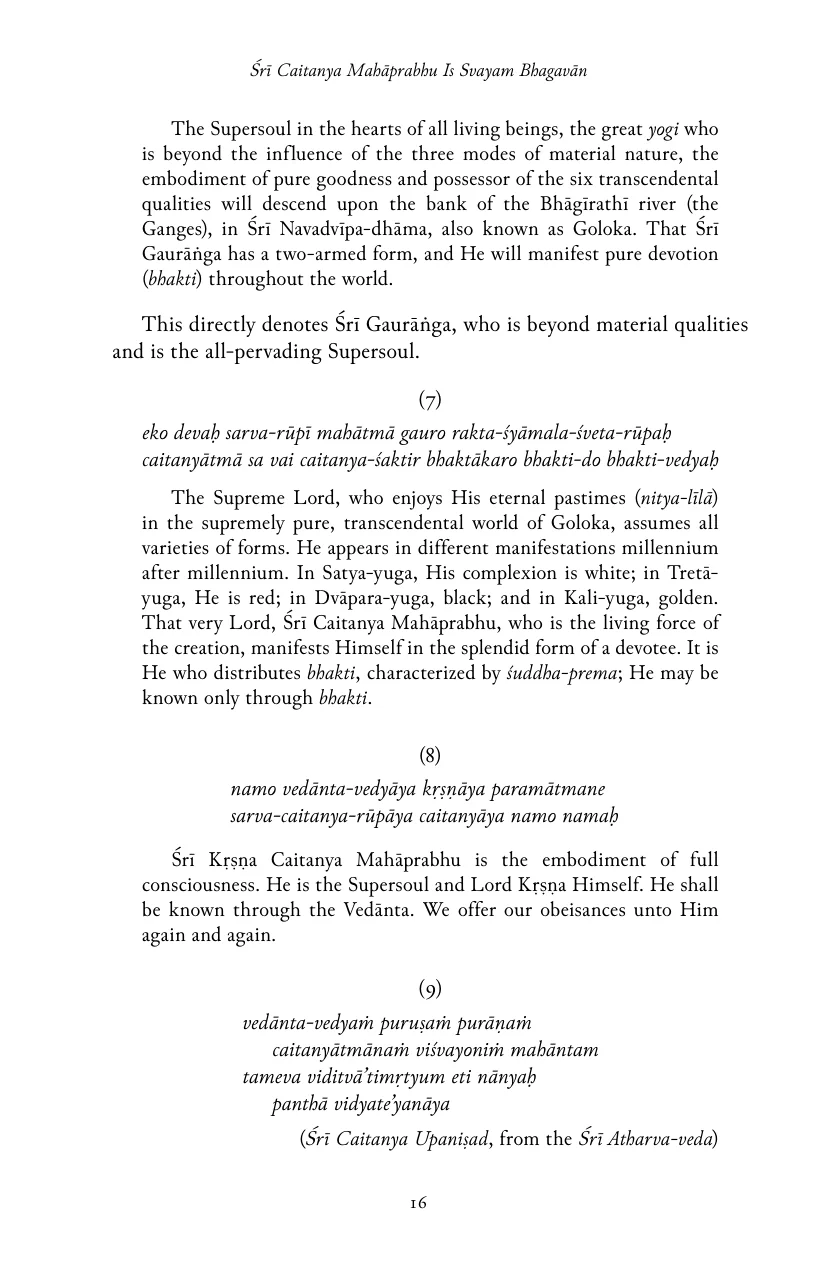 Śrī Caitanya Mahāprabhu Is Svayam Bhagavān
The Supersoul in the hearts of all living beings, the great yogi who
is beyond the influence of the three modes of material nature, the
embodiment of pure goodness and possessor of the six transcendental
qualities will descend upon the bank of the Bhāgīrathī river (the
Ganges), in Śrī Navadvīpa-dhāma, also known as Goloka. That Śrī
Gaurāṅga has a two-armed form, and He will manifest pure devotion
(bhakti) throughout the world.
This directly denotes Śrī Gaurāṅga, who is beyond material qualities
and is the all-pervading Supersoul.
(7)
eko devaḥ sarva-rūpī mahātmā gauro rakta-śyāmala-śveta-rūpaḥ
caitanyātmā sa vai caitanya-śaktir bhaktākaro bhakti-do bhakti-vedyaḥ
The Supreme Lord, who enjoys His eternal pastimes (nitya-līlā)
in the supremely pure, transcendental world of Goloka, assumes all
varieties of forms. He appears in different manifestations millennium
after millennium. In Satya-yuga, His complexion is white; in Tretā-
yuga, He is red; in Dvāpara-yuga, black; and in Kali-yuga, golden.
That very Lord, Śrī Caitanya Mahāprabhu, who is the living force of
the creation, manifests Himself in the splendid form of a devotee. It is
He who distributes bhakti, characterized by śuddha-prema; He may be
known only through bhakti.
(8)
namo vedānta-vedyāya kṛṣṇāya paramātmane
sarva-caitanya-rūpāya caitanyāya namo namaḥ
Śrī Kṛṣṇa Caitanya Mahāprabhu is the embodiment of full
consciousness. He is the Supersoul and Lord Kṛṣṇa Himself. He shall
be known through the Vedānta. We offer our obeisances unto Him
again and again.
(9)
vedānta-vedyaṁ puruṣaṁ purāṇaṁ
caitanyātmānaṁ viśvayoniṁ mahāntam
tameva viditvā’timṛtyum eti nānyaḥ
panthā vidyate’yanāya
(Śrī Caitanya Upaniṣad, from the Śrī Atharva-veda)
16